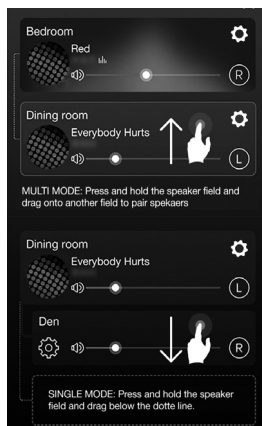 Bedroom
Red
R
Dining room
Everybody Hurts
L
MULTI MODE: Press and hold the speaker field and
drag onto another field to pair spekaers
Dining room
Everybody Hurts
L
Den
R
SINGLE MODE: Press and hold the speaker
field and drag below the dotte line.